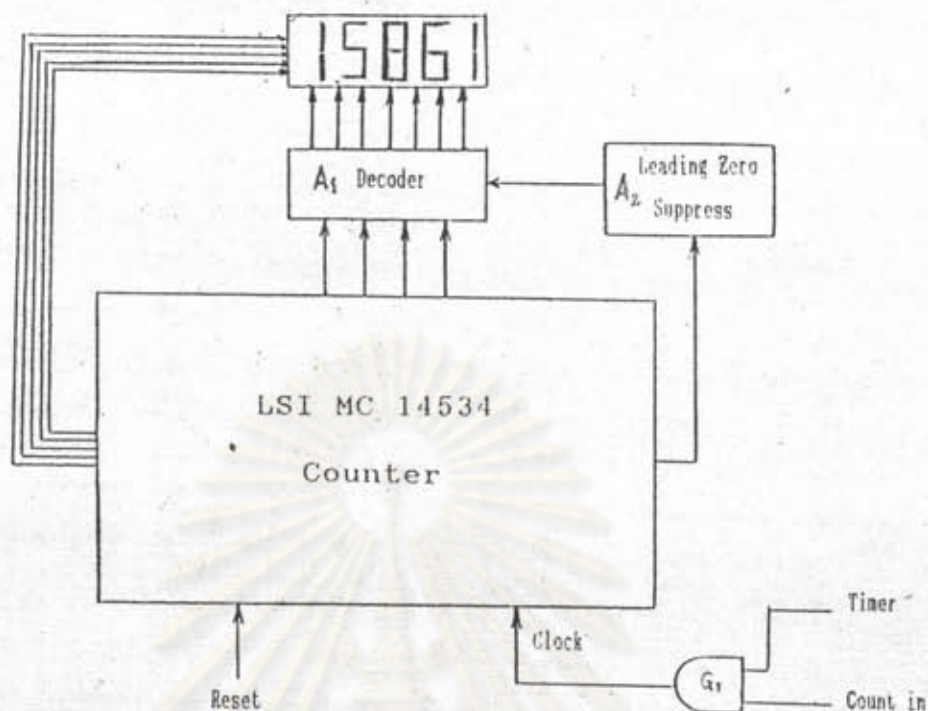 15861
A1 Decoder
A2 Leading Zero
Suppress
LSI MC 14534
Counter
Timer
Clock
G1
Reset
Count in